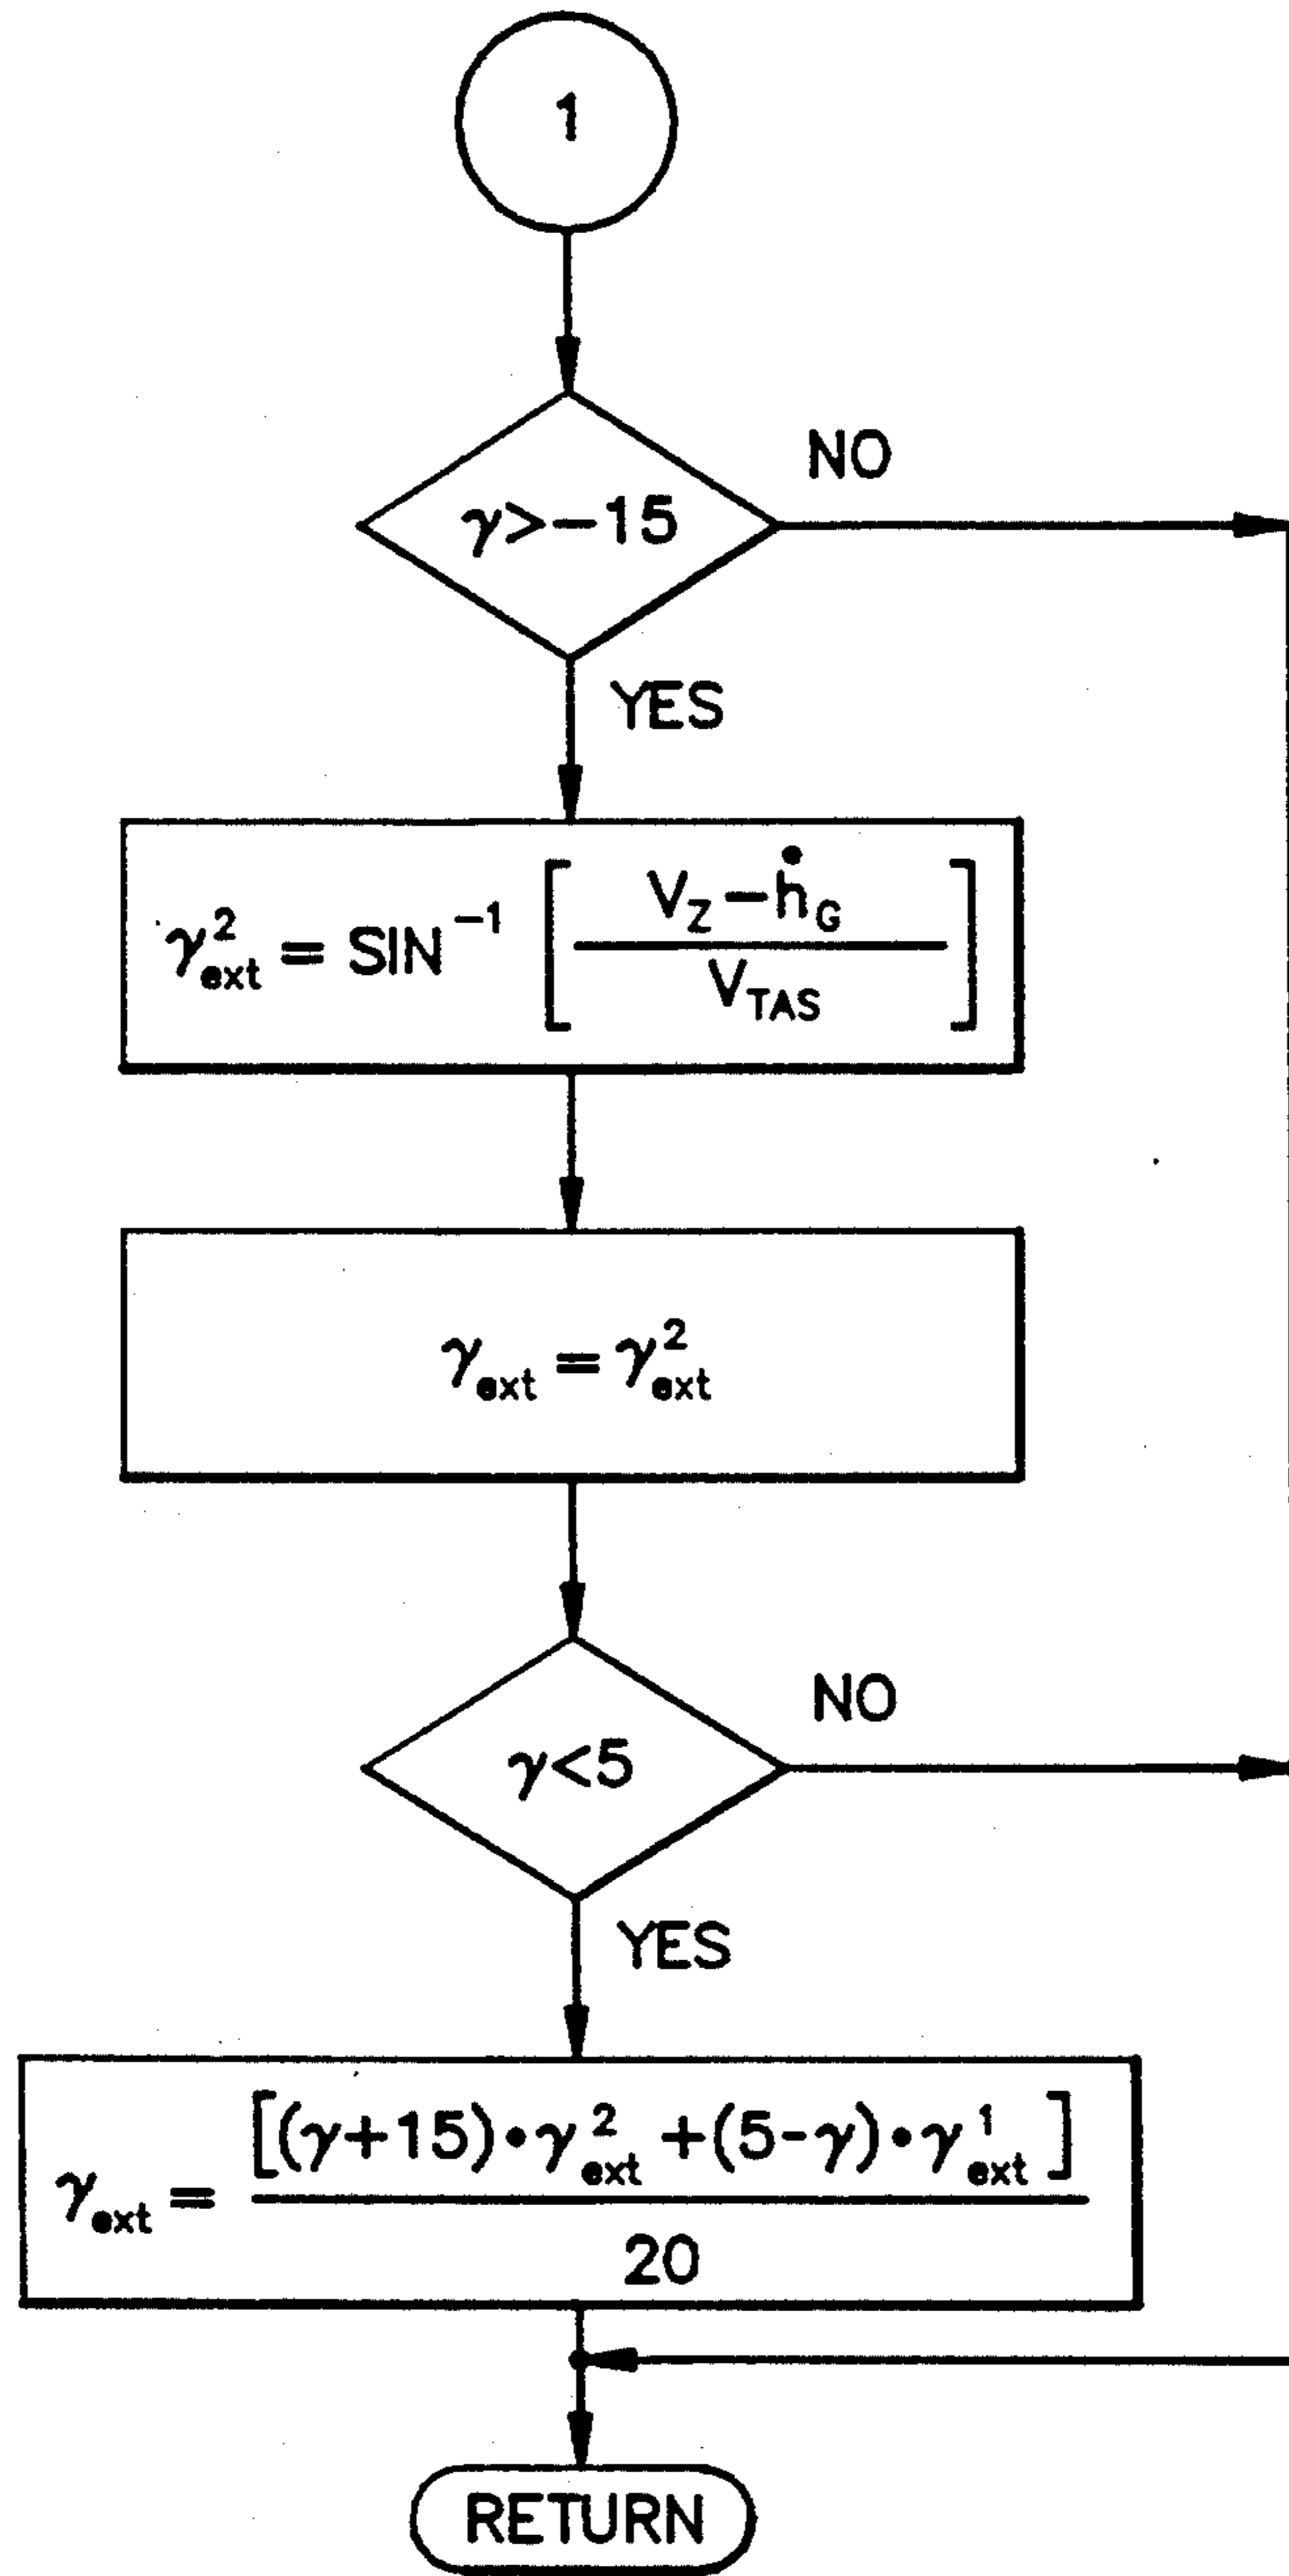 1
γ>−15
NO
YES
γ²ext = SIN⁻¹ [ (V_Z − ḣ_G) / V_TAS ]
γext = γ²ext
γ<5
NO
YES
γext = [(γ+15)•γ²ext +(5-γ)•γ¹ext] / 20
RETURN